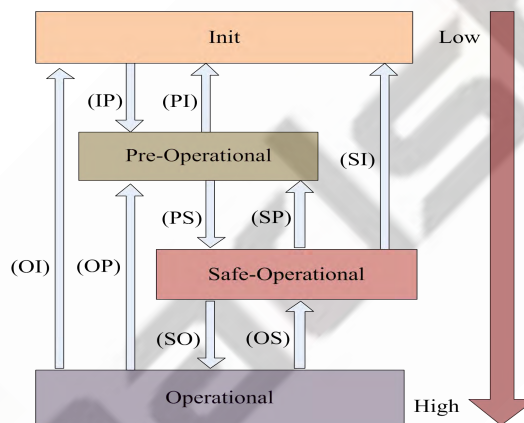 Init
Low
(IP)
(PI)
Pre-Operational
(SI)
(PS)
(SP)
(OI)
(OP)
Safe-Operational
(SO)
(OS)
Operational
High